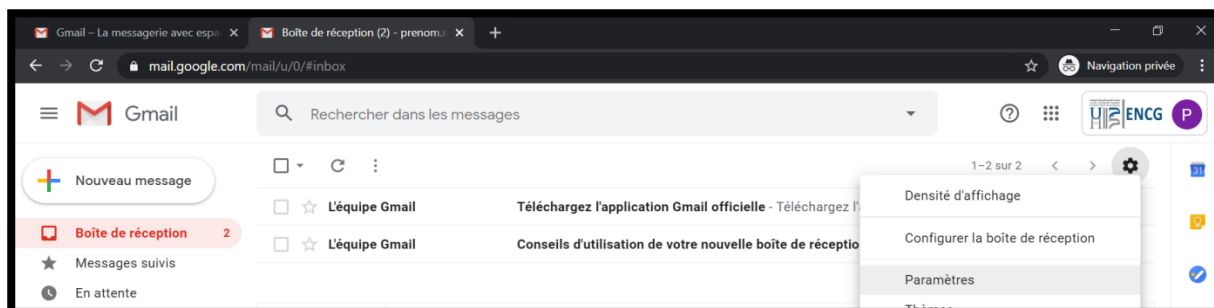 Gmail – La messagerie avec espa
Boîte de réception (2) - prenom.
mail.google.com/mail/u/0/#inbox
Navigation privée
Gmail
Rechercher dans les messages
ENCG
P
Nouveau message
1–2 sur 2
31
Densité d'affichage
L'équipe Gmail Téléchargez l'application Gmail officielle - Téléchargez l'
Boîte de réception 2
Configurer la boîte de réception
L'équipe Gmail Conseils d'utilisation de votre nouvelle boîte de réceptio
Messages suivis
Paramètres
En attente
Thèmes